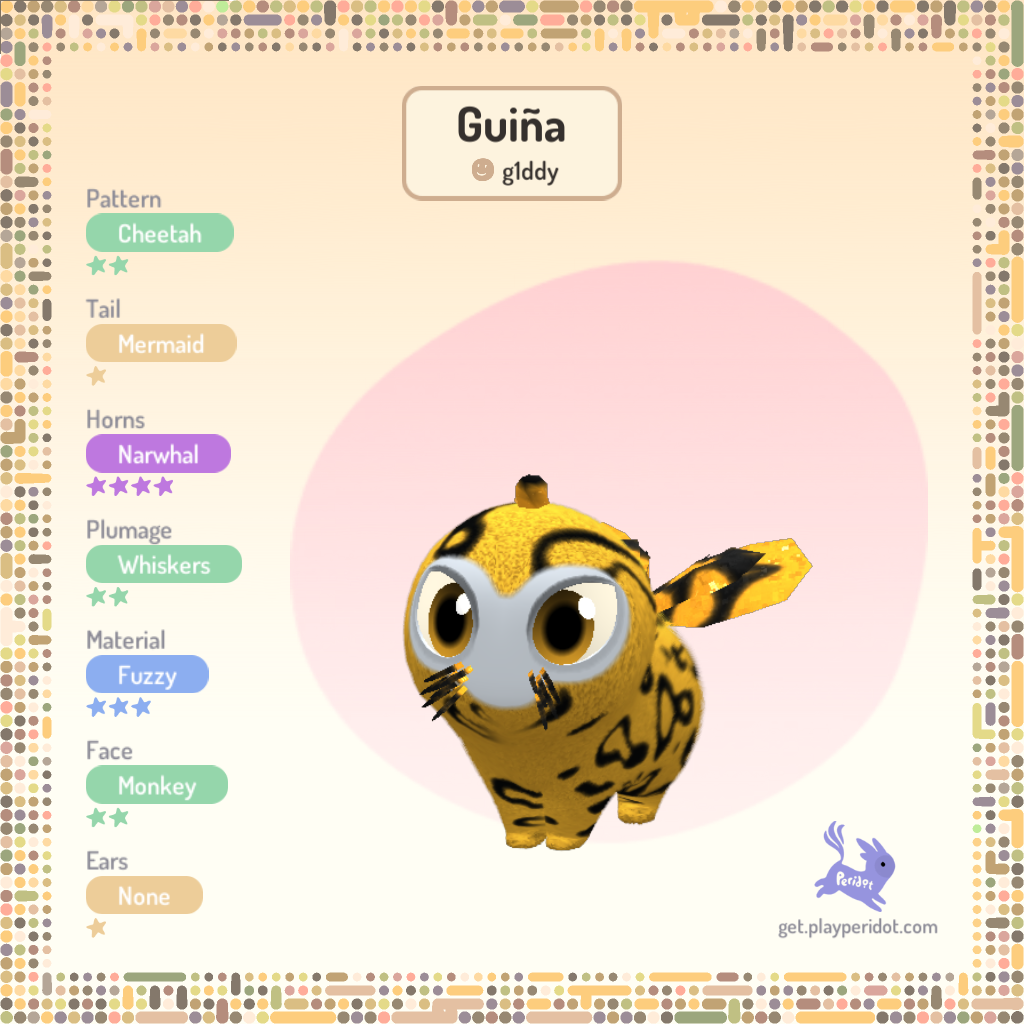 Guiña
g1ddy
Pattern
Cheetah
Tail
Mermaid
Horns
Narwhal
Plumage
Whiskers
Material
Fuzzy
Face
Monkey
Ears
None
Peridot
get.playperidot.com